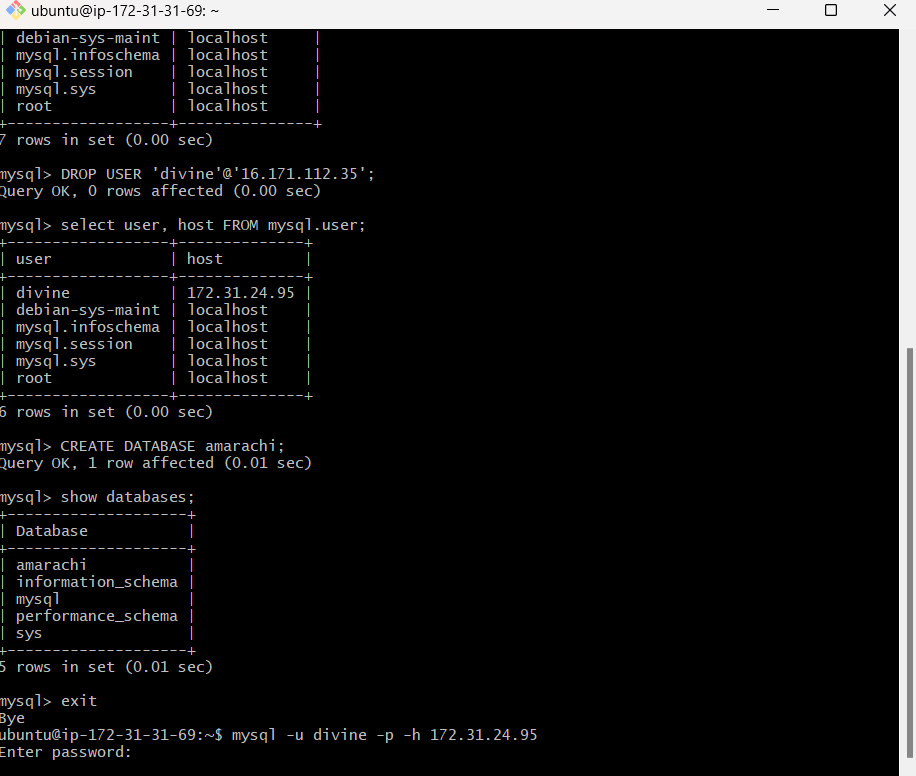 ubuntu@ip-172-31-31-69: ~
| debian-sys-maint | localhost     |
| mysql.infoschema | localhost     |
| mysql.session    | localhost     |
| mysql.sys        | localhost     |
| root             | localhost     |
+------------------+---------------+
7 rows in set (0.00 sec)

mysql> DROP USER 'divine'@'16.171.112.35';
Query OK, 0 rows affected (0.00 sec)

mysql> select user, host FROM mysql.user;
+------------------+--------------+
| user             | host         |
+------------------+--------------+
| divine           | 172.31.24.95 |
| debian-sys-maint | localhost    |
| mysql.infoschema | localhost    |
| mysql.session    | localhost    |
| mysql.sys        | localhost    |
| root             | localhost    |
+------------------+--------------+
6 rows in set (0.00 sec)

mysql> CREATE DATABASE amarachi;
Query OK, 1 row affected (0.01 sec)

mysql> show databases;
+--------------------+
| Database           |
+--------------------+
| amarachi           |
| information_schema |
| mysql              |
| performance_schema |
| sys                |
+--------------------+
5 rows in set (0.01 sec)

mysql> exit
Bye
ubuntu@ip-172-31-31-69:~$ mysql -u divine -p -h 172.31.24.95
Enter password: